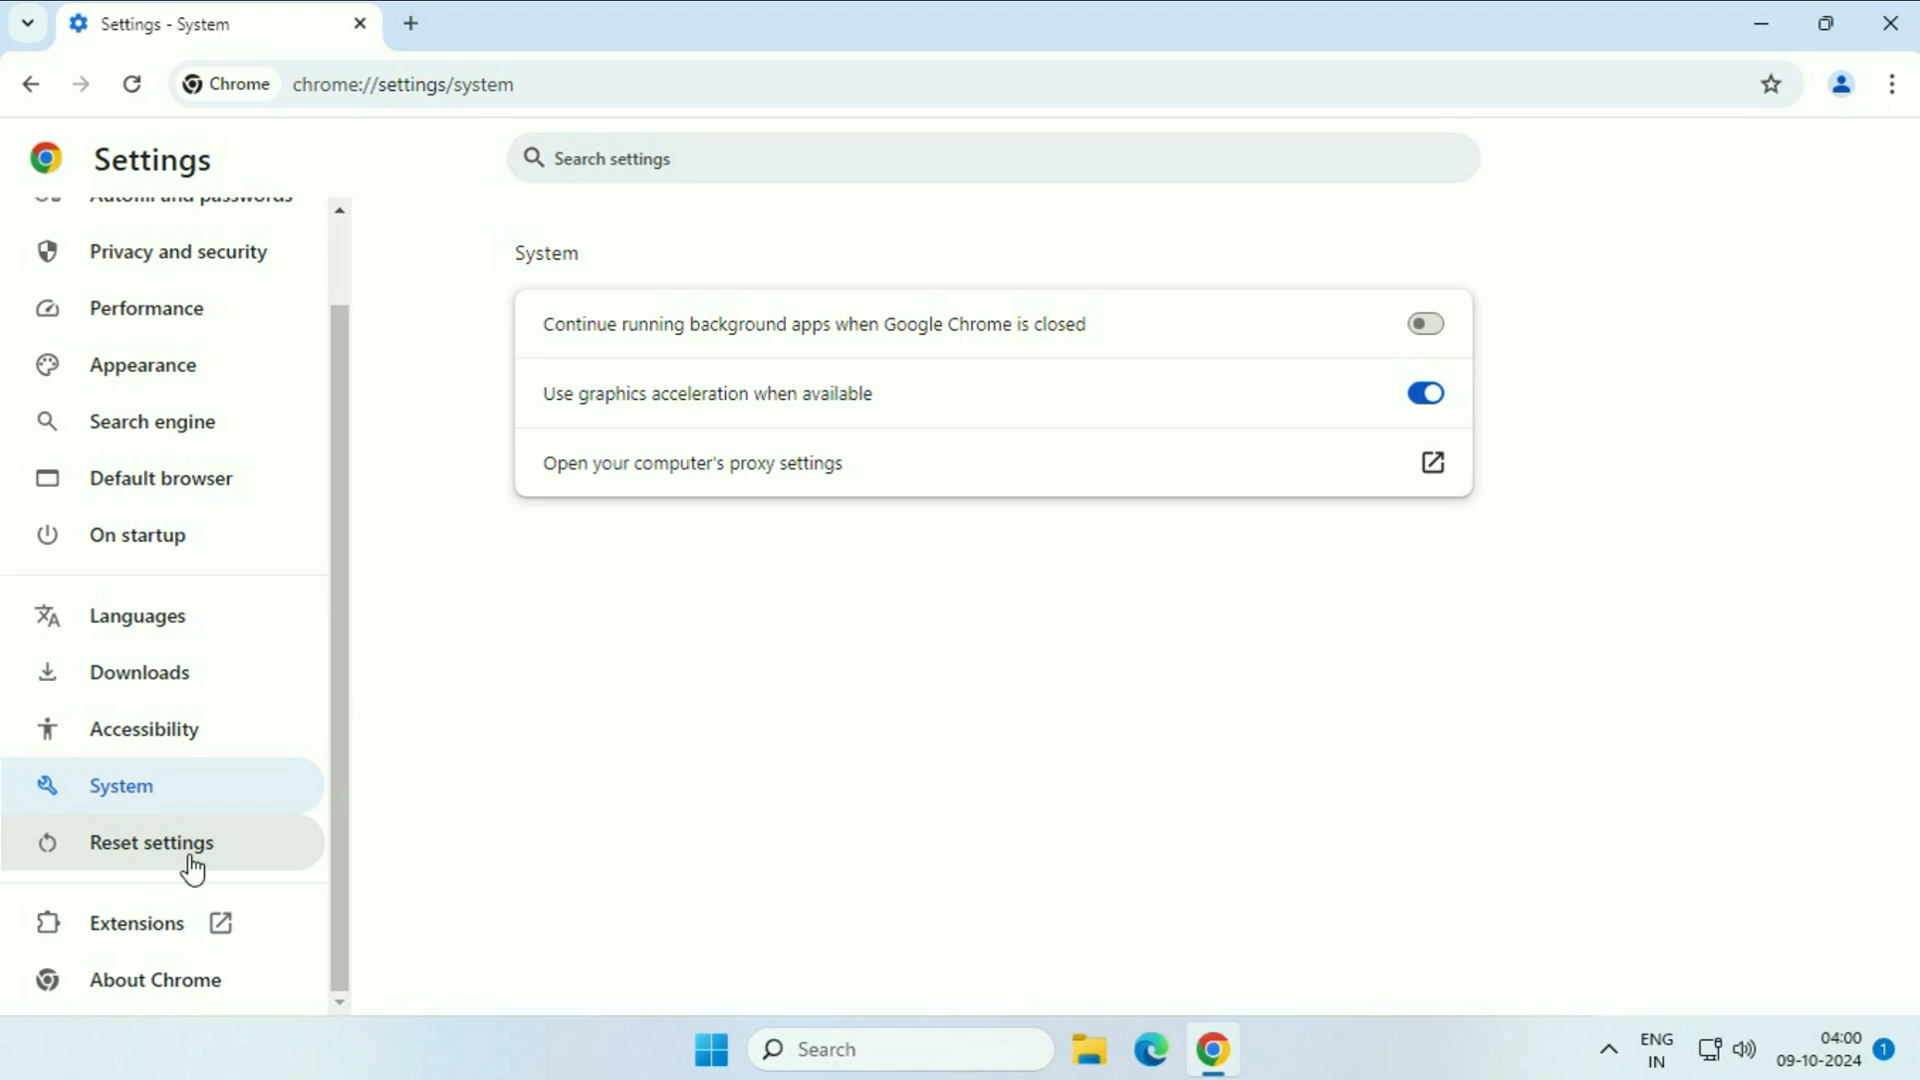 Settings - System
Chrome
chrome://settings/system
Settings
Search settings
Autofill and passwords
Privacy and security
Performance
Appearance
Search engine
Default browser
On startup
Languages
Downloads
Accessibility
System
Reset settings
Extensions
About Chrome
System
Continue running background apps when Google Chrome is closed
Use graphics acceleration when available
Open your computer's proxy settings
Search
ENG
IN
04:00
09-10-2024
1